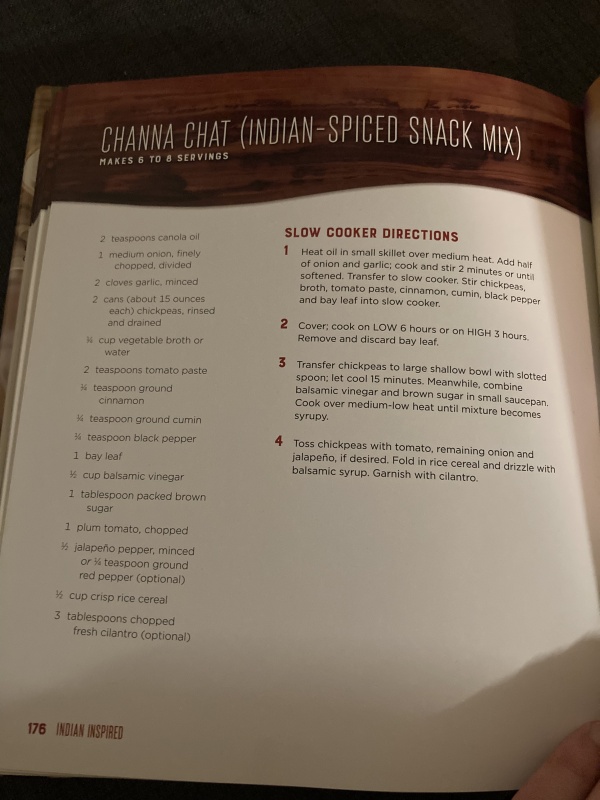 CHANNA CHAT (INDIAN-SPICED SNACK MIX)
MAKES 6 TO 8 SERVINGS
2 teaspoons canola oil
1 medium onion, finely
chopped, divided
2 cloves garlic, minced
2 cans (about 15 ounces
each) chickpeas, rinsed
and drained
¼ cup vegetable broth or
water
2 teaspoons tomato paste
teaspoon ground
cinnamon
teaspoon ground cumin
teaspoon black pepper
1 bay leaf
½ cup balsamic vinegar
1 tablespoon packed brown
sugar
1 plum tomato, chopped
½ jalapeño pepper, minced
or ¼ teaspoon ground
red pepper (optional)
½ cup crisp rice cereal
3 tablespoons chopped
fresh cilantro (optional)
SLOW COOKER DIRECTIONS
1 Heat oil in small skillet over medium heat. Add half
of onion and garlic; cook and stir 2 minutes or until
softened. Transfer to slow cooker. Stir chickpeas,
broth, tomato paste, cinnamon, cumin, black pepper
and bay leaf into slow cooker.
2 Cover; cook on LOW 6 hours or on HIGH 3 hours.
Remove and discard bay leaf.
3 Transfer chickpeas to large shallow bowl with slotted
spoon; let cool 15 minutes. Meanwhile, combine
balsamic vinegar and brown sugar in small saucepan.
Cook over medium-low heat until mixture becomes
syrupy.
4 Toss chickpeas with tomato, remaining onion and
jalapeño, if desired. Fold in rice cereal and drizzle with
balsamic syrup. Garnish with cilantro.
176 INDIAN INSPIRED